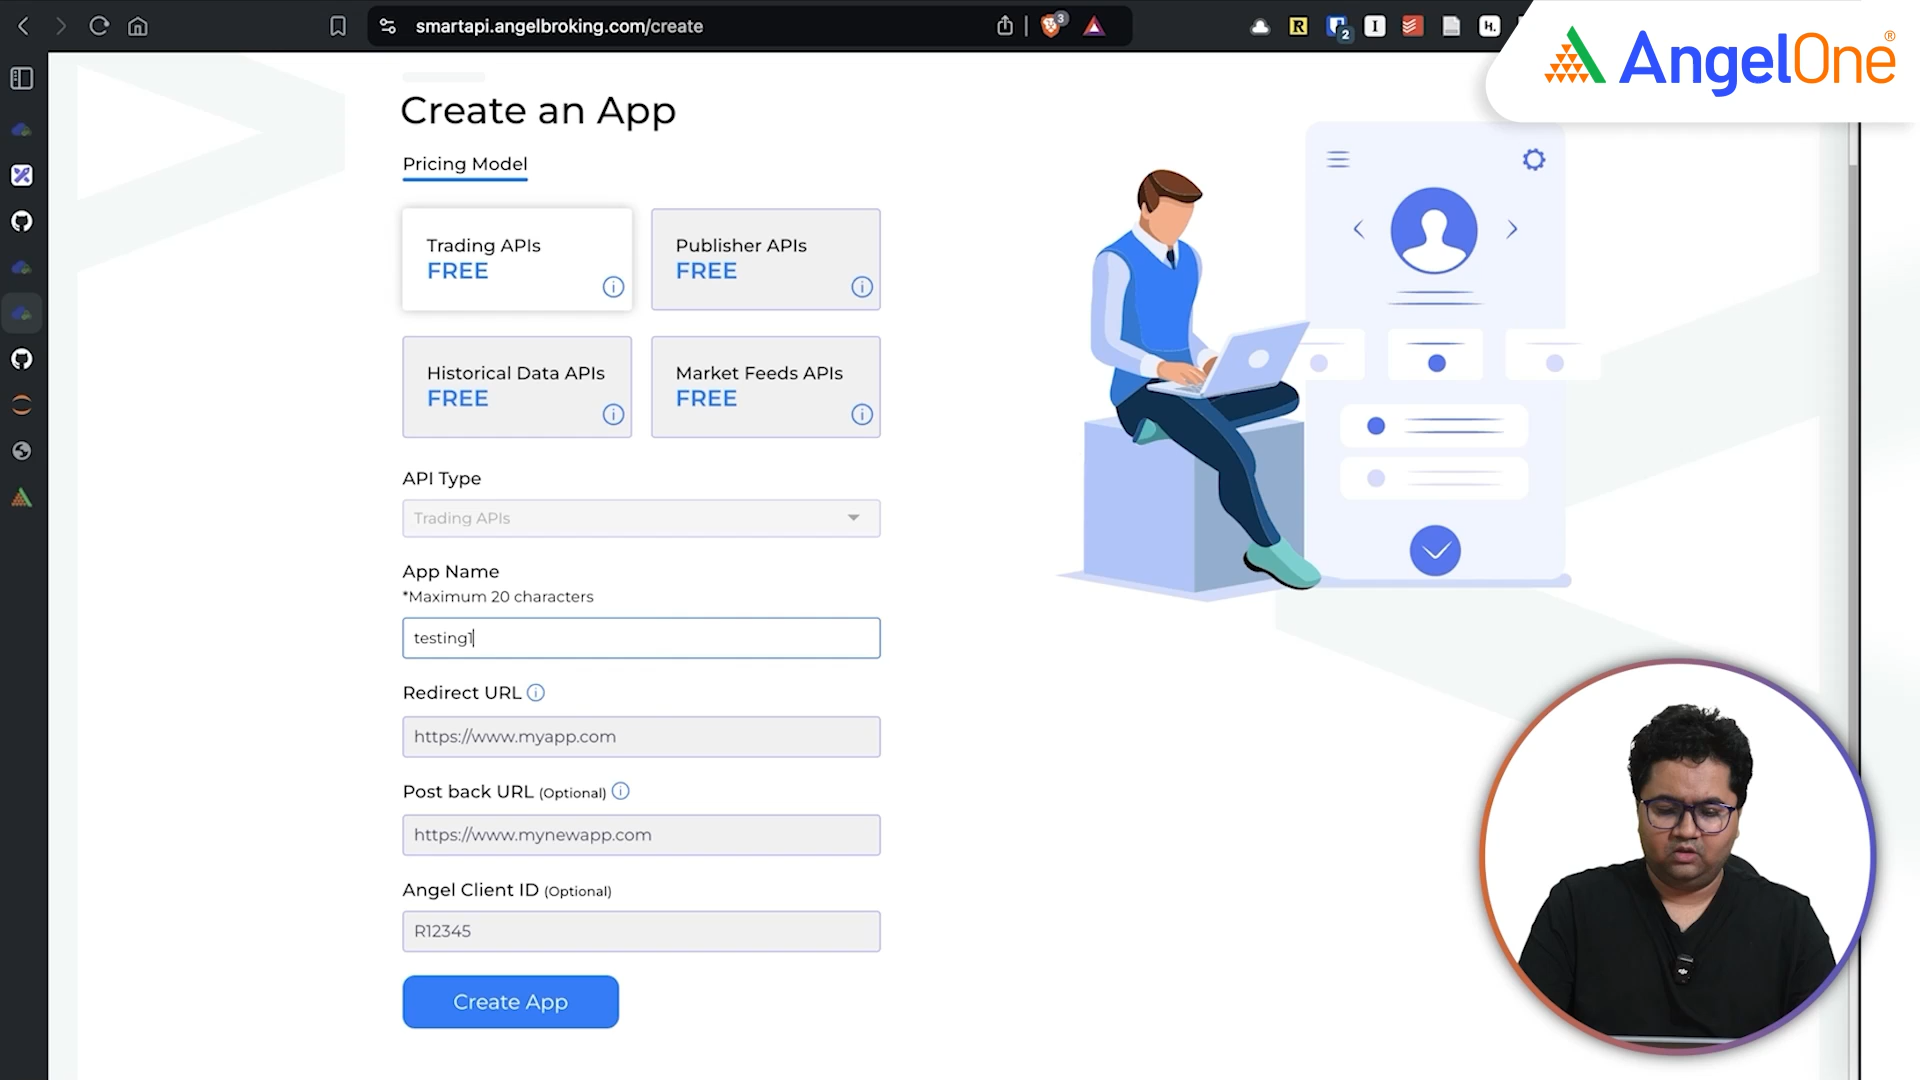 smartapi.angelbroking.com/create
3
R
2
I
H.
AngelOne®
Create an App
Pricing Model
Trading APIs
FREE
Publisher APIs
FREE
Historical Data APIs
FREE
Market Feeds APIs
FREE
API Type
Trading APIs
App Name
*Maximum 20 characters
testing1
Redirect URL
https://www.myapp.com
Post back URL (Optional)
https://www.mynewapp.com
Angel Client ID (Optional)
R12345
Create App